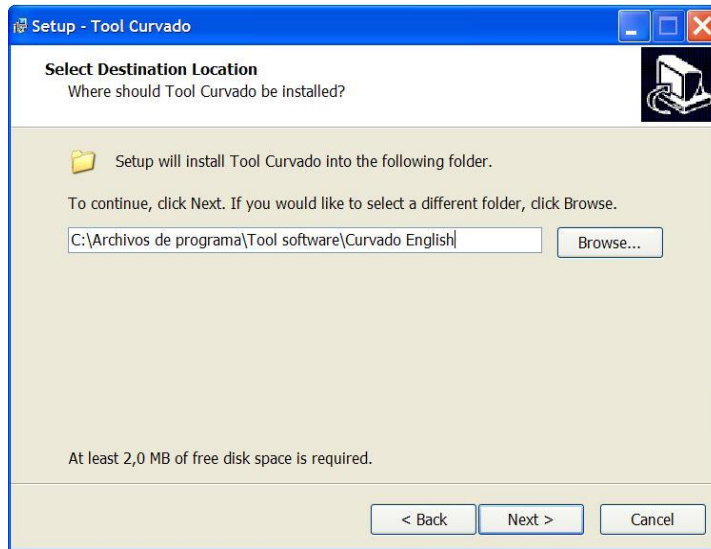 Setup - Tool Curvado
Select Destination Location
Where should Tool Curvado be installed?
Setup will install Tool Curvado into the following folder.
To continue, click Next. If you would like to select a different folder, click Browse.
C:\Archivos de programa\Tool software\Curvado English
Browse...
At least 2,0 MB of free disk space is required.
< Back
Next >
Cancel